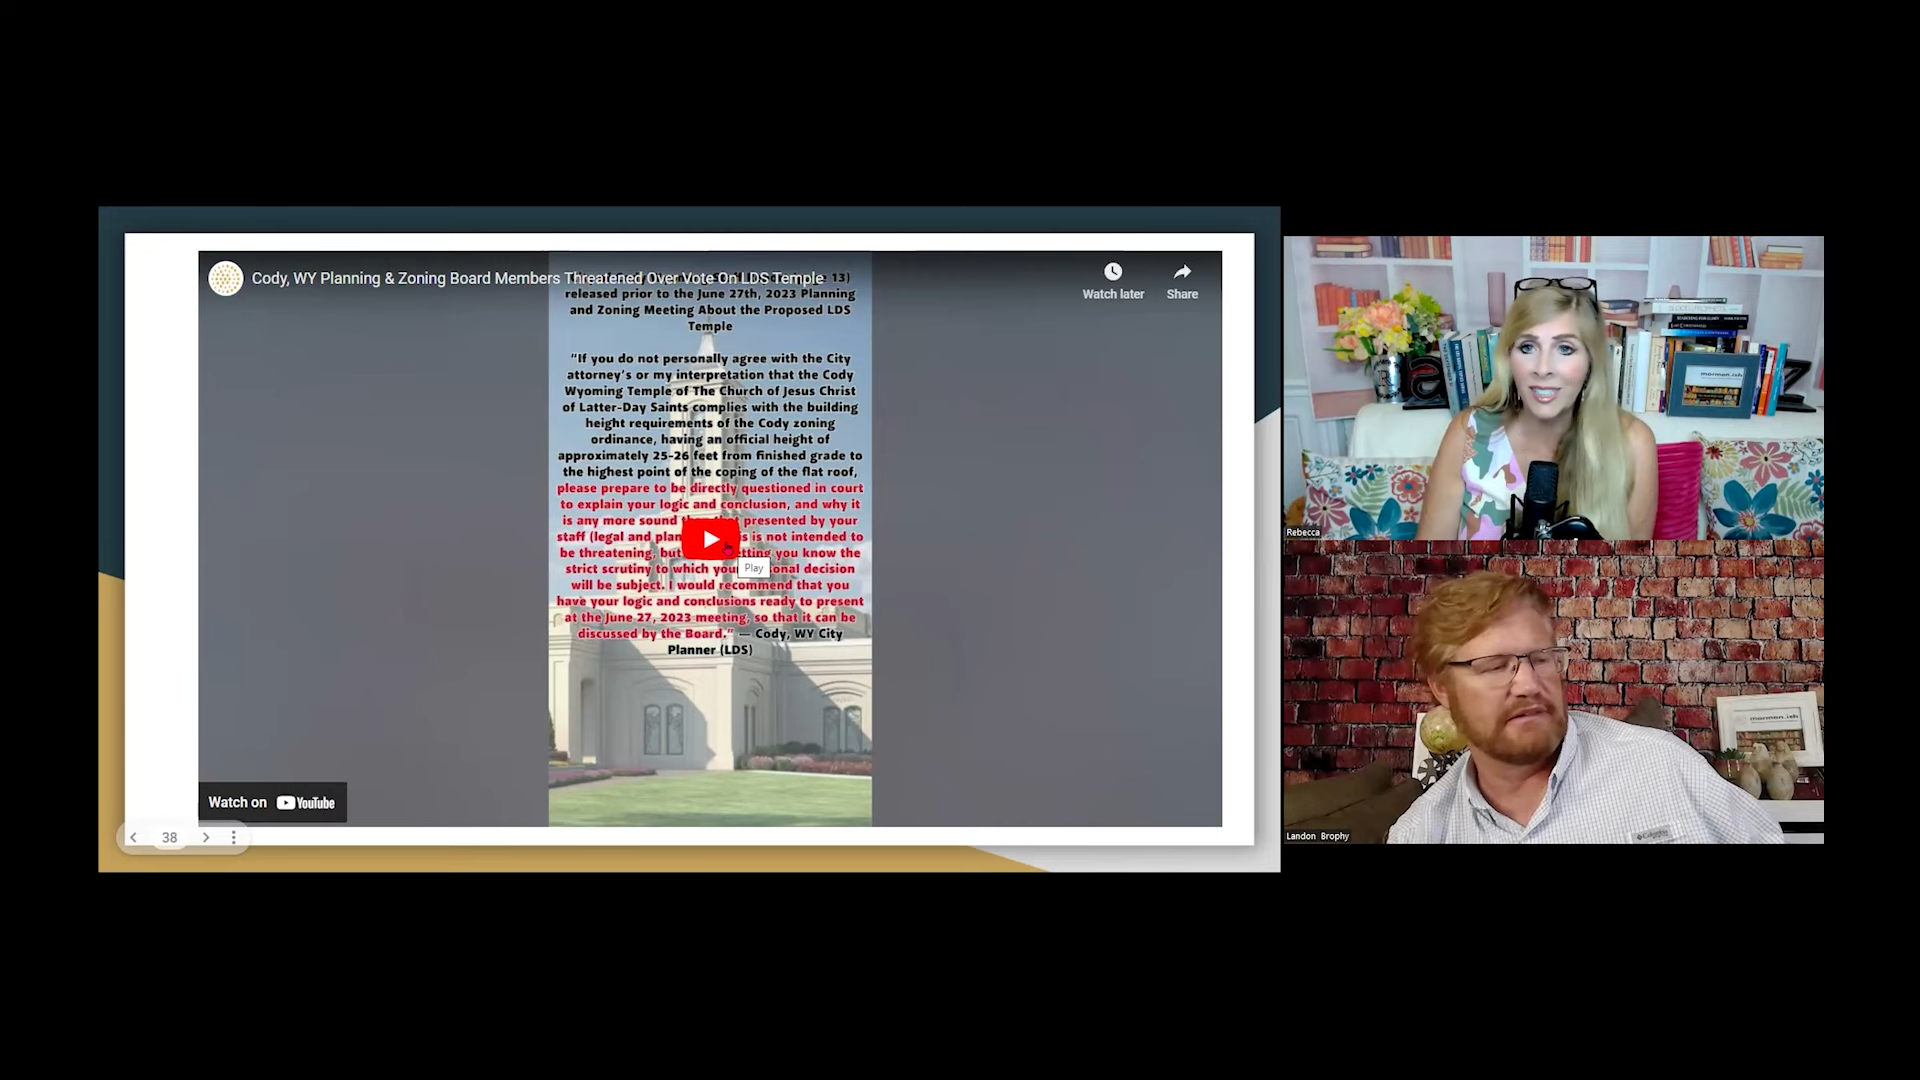 Cody, WY Planning & Zoning Board Members Threatened Over Vote On LDS Temple
13)
Watch later
Share
released prior to the June 27th, 2023 Planning
and Zoning Meeting About the Proposed LDS
Temple
"If you do not personally agree with the City
attorney's or my interpretation that the Cody
Wyoming Temple of The Church of Jesus Christ
of Latter-Day Saints complies with the building
height requirements of the Cody zoning
ordinance, having an official height of
approximately 25-26 feet from finished grade to
the highest point of the coping of the flat roof,
please prepare to be directly questioned in court
to explain your logic and conclusion, and why it
is any more sound presented by your
staff (legal and is not intended to
be threatening, but you know the
strict scrutiny to which your
will be subject. I would recommend that you
have your logic and conclusions ready to present
at the June 27, 2023 meeting, so that it can be
discussed by the Board." — Cody, WY City
Planner (LDS)
Play
Watch on YouTube
38
Rebecca
mormon.ish
Landon Brophy
mormon.ish
Columbia